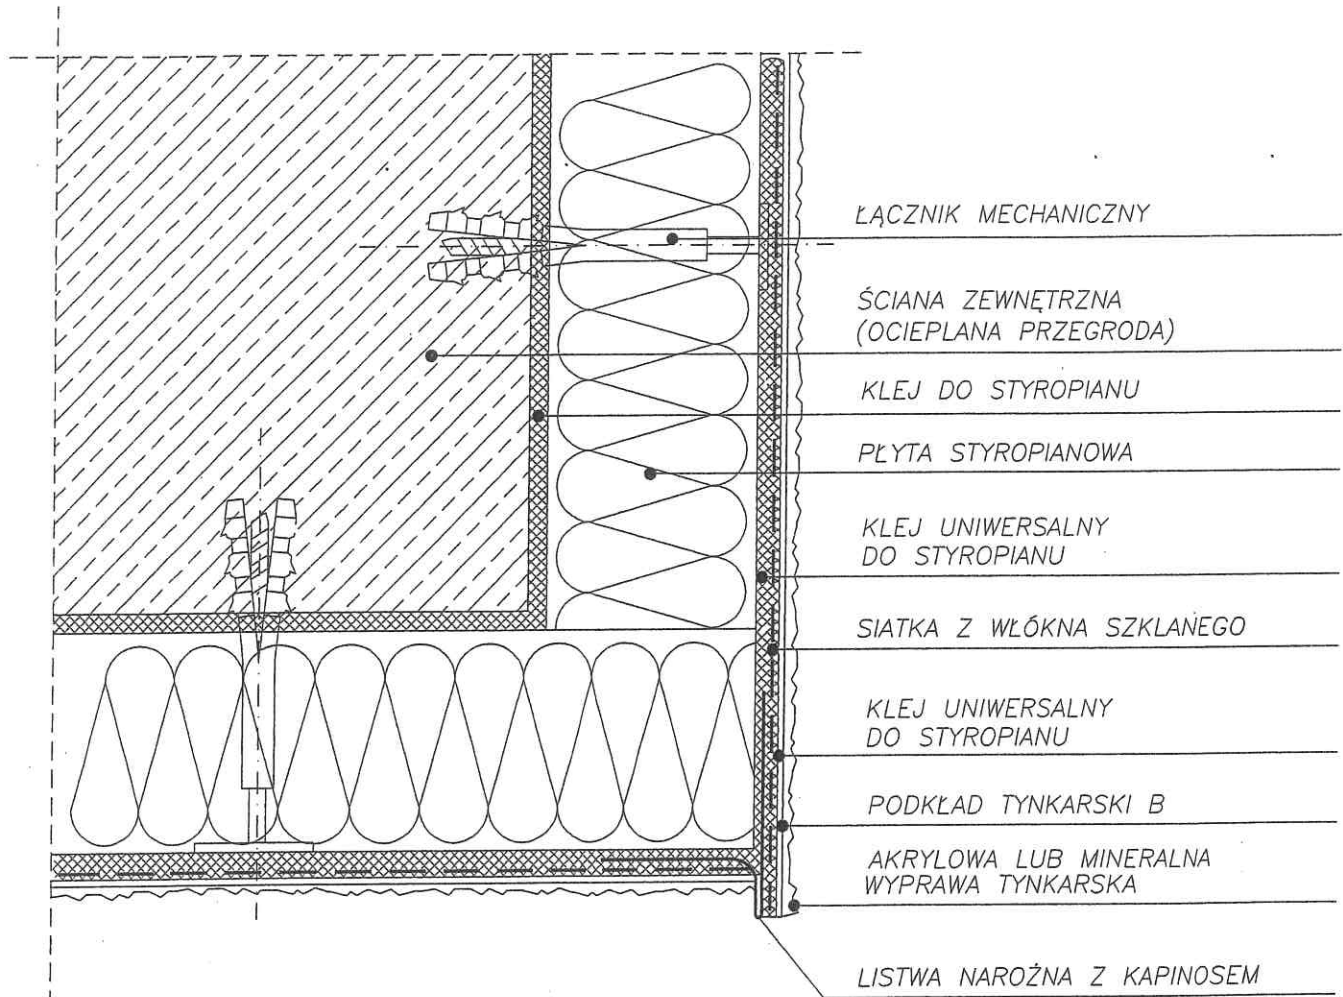 ŁĄCZNIK MECHANICZNY
ŚCIANA ZEWNĘTRZNA
(OCIEPLANA PRZEGRODA)
KLEJ DO STYROPIANU
PŁYTA STYROPIANOWA
KLEJ UNIWERSALNY
DO STYROPIANU
SIATKA Z WŁÓKNA SZKLANEGO
KLEJ UNIWERSALNY
DO STYROPIANU
PODKŁAD TYNKARSKI B
AKRYLOWA LUB MINERALNA
WYPRAWA TYNKARSKA
LISTWA NAROŻNA Z KAPINOSEM